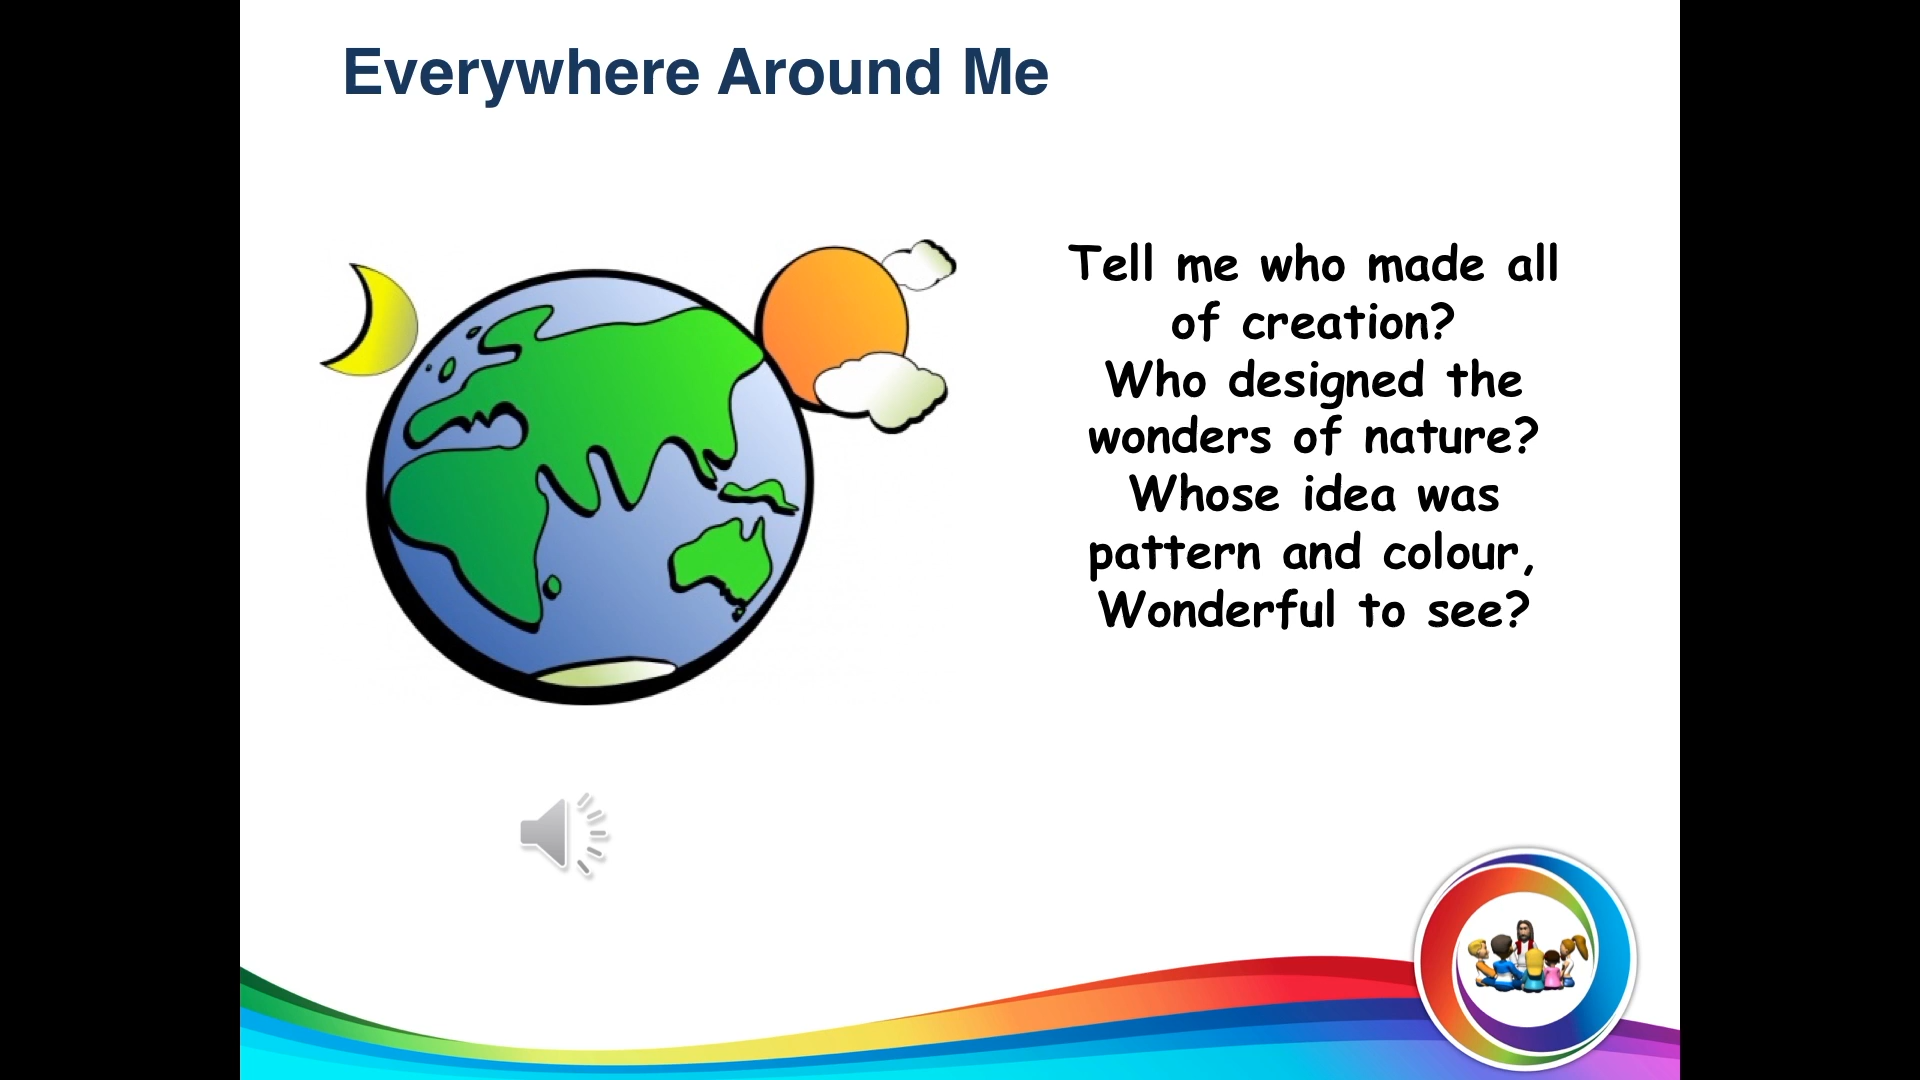 Everywhere Around Me
Tell me who made all
of creation?
Who designed the
wonders of nature?
Whose idea was
pattern and colour,
Wonderful to see?